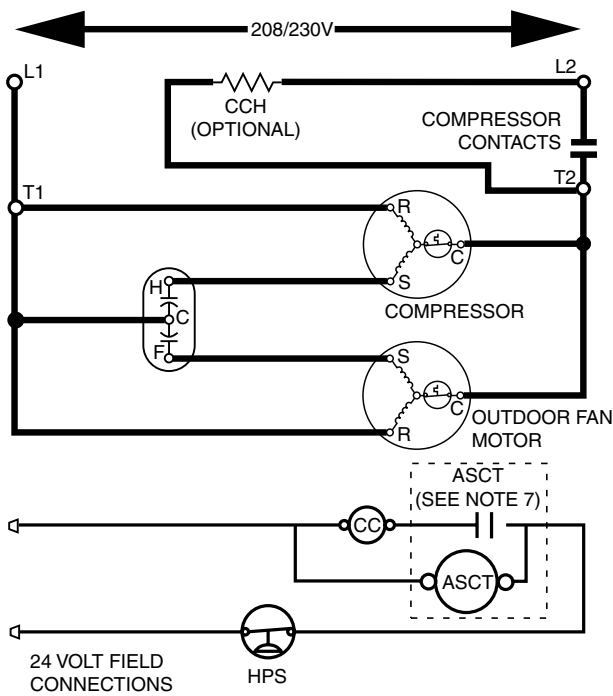 208/230V
L1
L2
CCH
(OPTIONAL)
COMPRESSOR
CONTACTS
T1
T2
R
C
S
COMPRESSOR
H
C
F
S
C
R
OUTDOOR FAN
MOTOR
ASCT
(SEE NOTE 7)
CC
ASCT
24 VOLT FIELD
CONNECTIONS
HPS